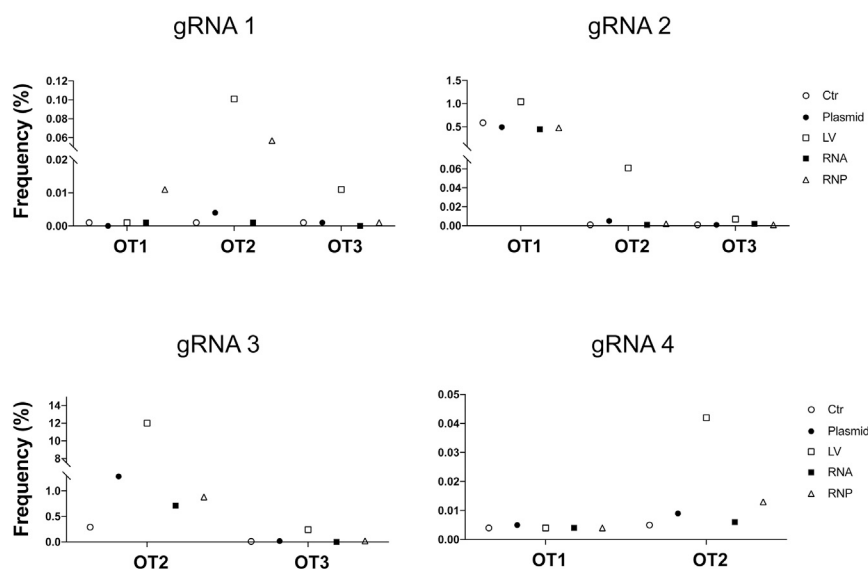 gRNA 1
Frequency (%)
0.12
0.10
0.08
0.06
0.04
0.02
0.01
0.00
OT1 OT2 OT3
gRNA 2
1.5
1.0
0.5
0.06
0.04
0.02
0.00
OT1 OT2 OT3
Ctr
Plasmid
LV
RNA
RNP
gRNA 3
Frequency (%)
14
12
10
8
1.0
0.5
0.0
OT2 OT3
gRNA 4
0.05
0.04
0.03
0.02
0.01
0.00
OT1 OT2
Ctr
Plasmid
LV
RNA
RNP